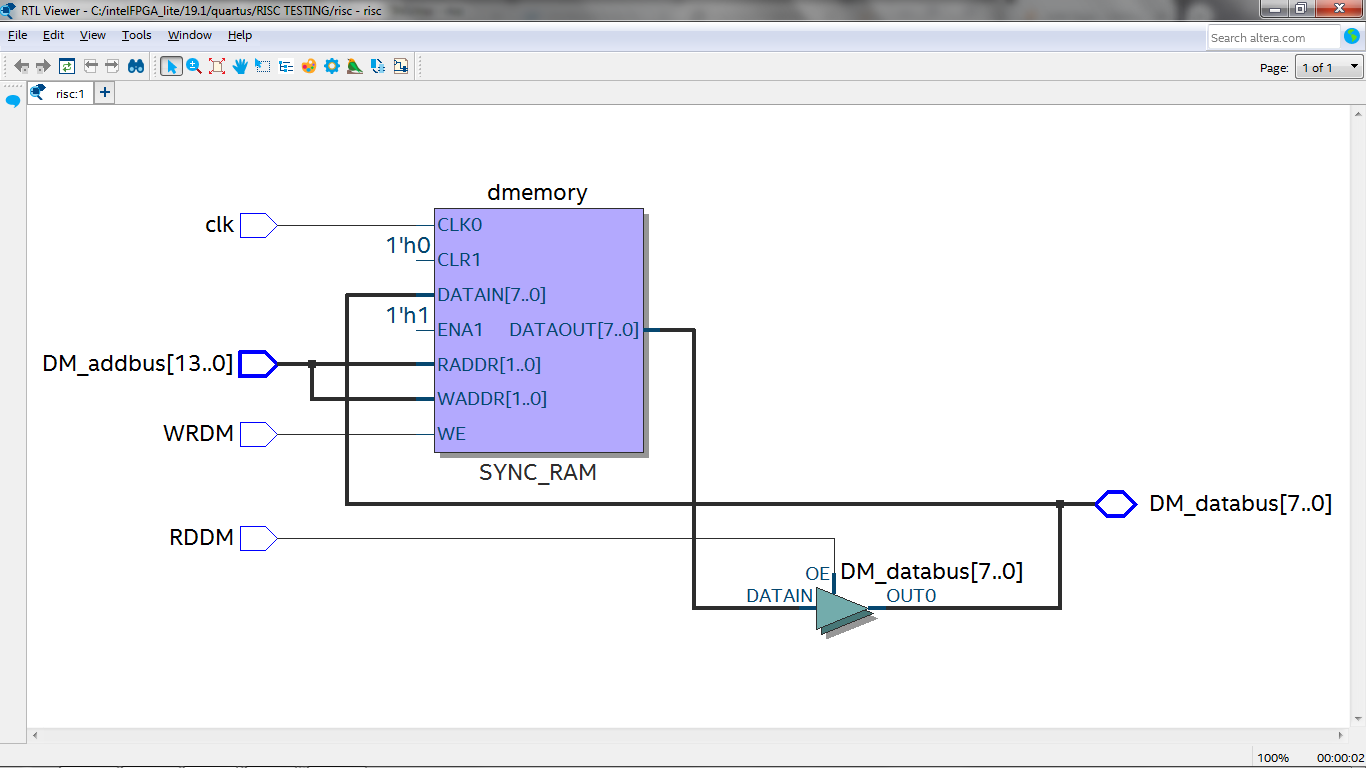 RTL Viewer - C:/intelFPGA_lite/19.1/quartus/RISC TESTING/risc - risc
File Edit View Tools Window Help
Search altera.com
Page: 1 of 1
risc:1
dmemory
clk
CLK0
1'h0
CLR1
DATAIN[7..0]
1'h1
ENA1 DATAOUT[7..0]
DM_addbus[13..0]
RADDR[1..0]
WADDR[1..0]
WRDM
WE
SYNC_RAM
DM_databus[7..0]
RDDM
OE
DM_databus[7..0]
DATAIN
OUT0
100% 00:00:02